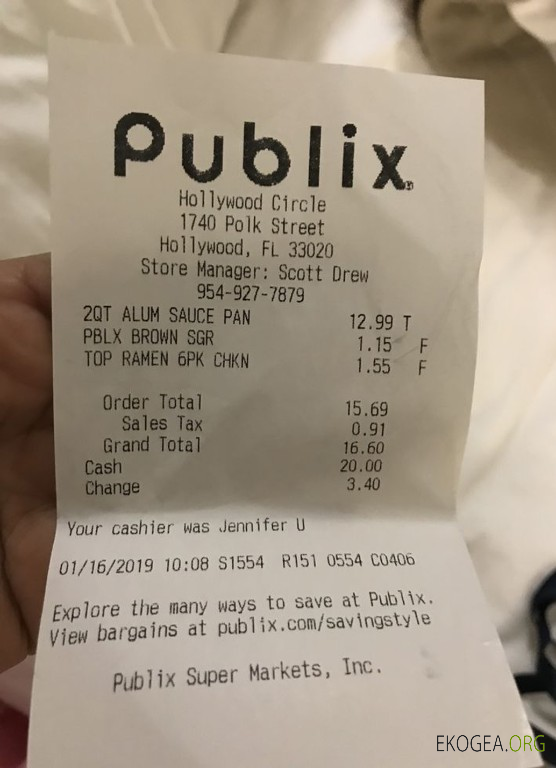 Publix
Hollywood Circle
1740 Polk Street
Hollywood, FL 33020
Store Manager: Scott Drew
954-927-7879
2QT ALUM SAUCE PAN 12.99 T
PBLX BROWN SGR 1.15 F
TOP RAMEN 6PK CHKN 1.55 F
Order Total 15.69
Sales Tax 0.91
Grand Total 16.60
Cash 20.00
Change 3.40
Your cashier was Jennifer U
01/16/2019 10:08 S1554 R151 0554 C0406
Explore the many ways to save at Publix.
View bargains at publix.com/savingstyle
Publix Super Markets, Inc.
EKOGEA.ORG